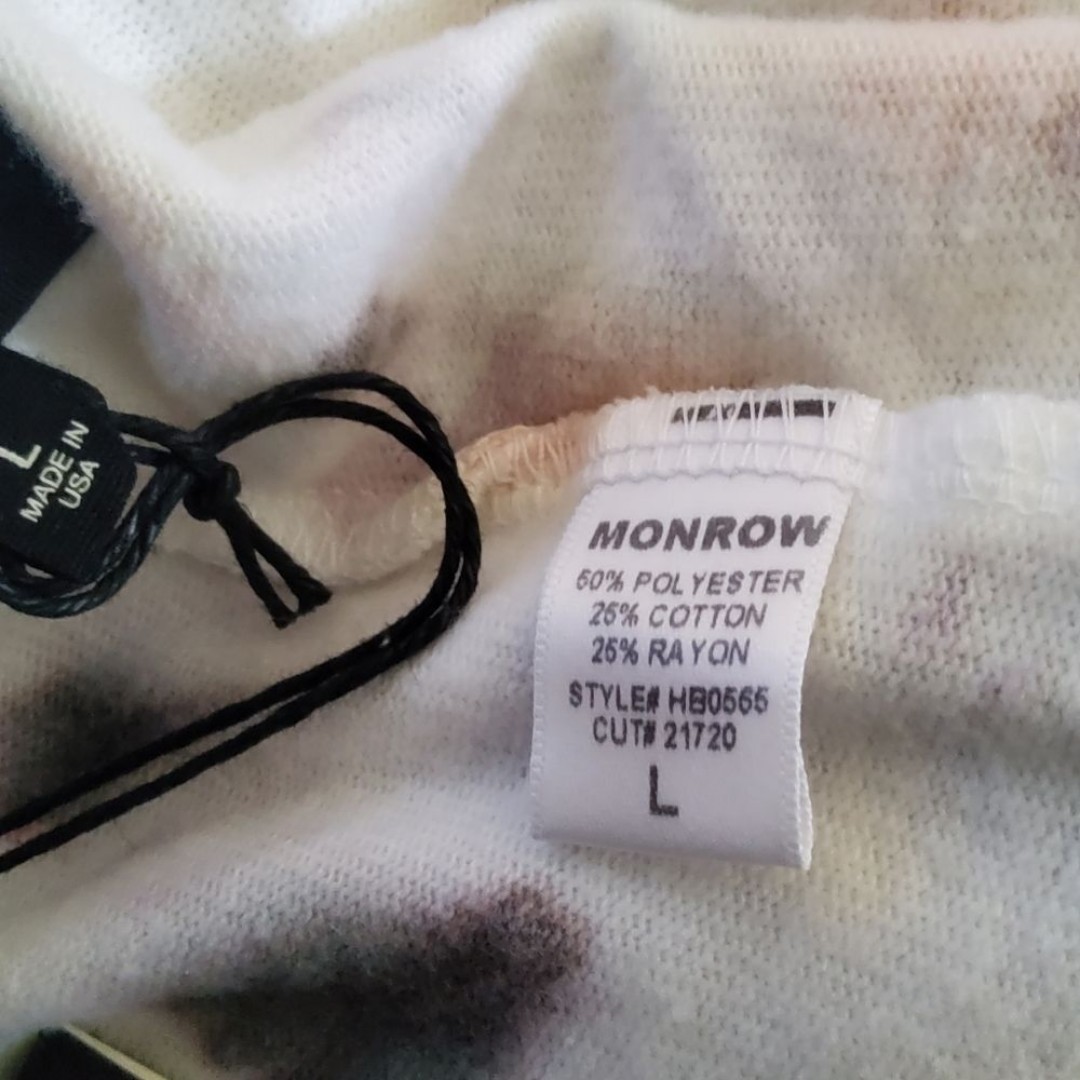 L
MADE IN
USA
MONROW
50% POLYESTER
25% COTTON
25% RAYON
STYLE# HB0565
CUT# 21720
L